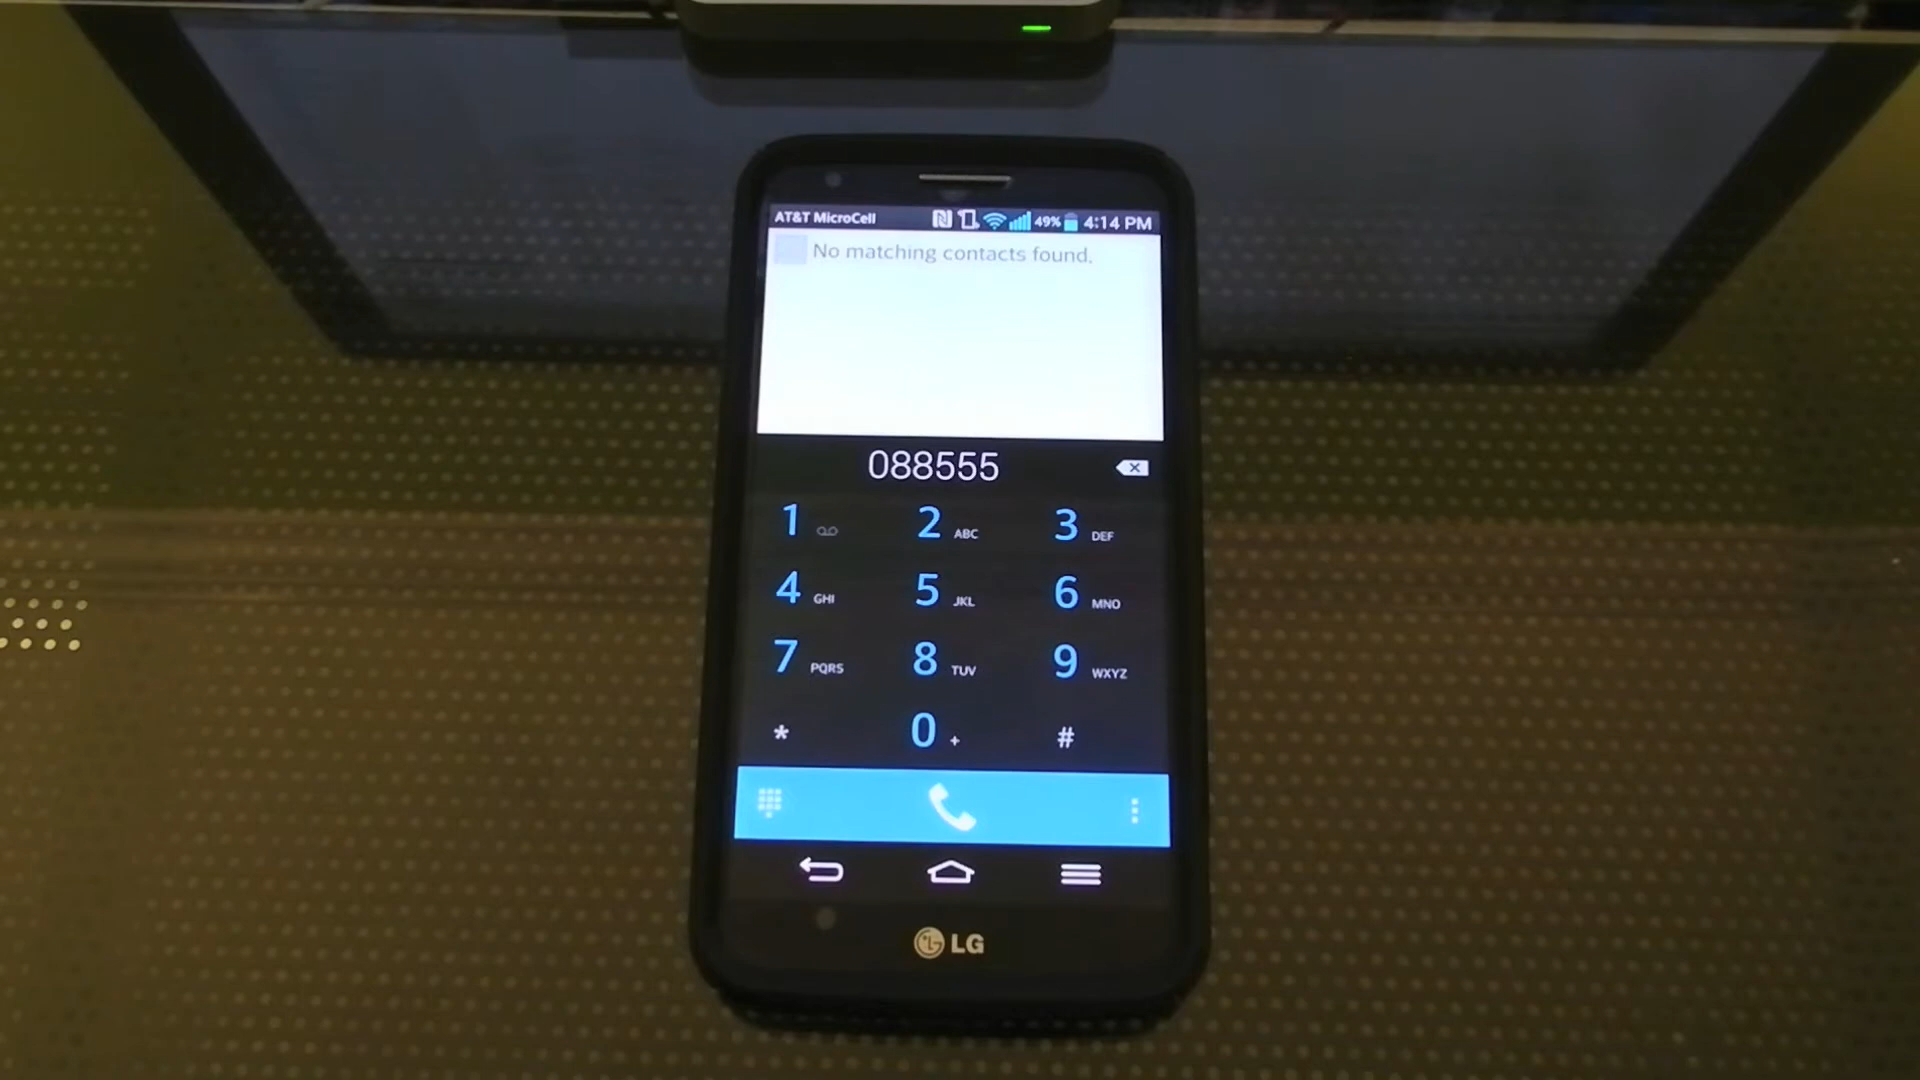 AT&T MicroCell 49% 4:14 PM
No matching contacts found.
088555
1 2 ABC 3 DEF
4 GHI 5 JKL 6 MNO
7 PQRS 8 TUV 9 WXYZ
* 0 + #
LG